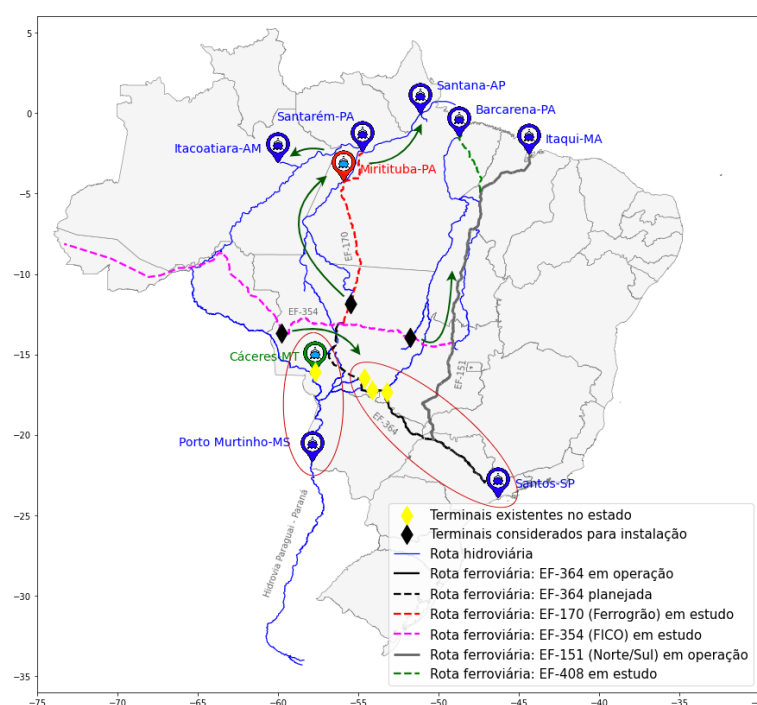 5
0
−5
−10
−15
−20
−25
−30
−35
−75
−70
−65
−60
−55
−50
−45
−40
−35
Santana-AP
Santarém-PA
Barcarena-PA
Itacoatiara-AM
Itaqui-MA
Miritituba-PA
EF-170
EF-354
Cáceres-MT
EF-151
EF-364
Porto Murtinho-MS
Santos-SP
Hidrovia Paraguai - Paraná
Terminais existentes no estado
Terminais considerados para instalação
Rota hidroviária
Rota ferroviária: EF-364 em operação
Rota ferroviária: EF-364 planejada
Rota ferroviária: EF-170 (Ferrogrão) em estudo
Rota ferroviária: EF-354 (FICO) em estudo
Rota ferroviária: EF-151 (Norte/Sul) em operação
Rota ferroviária: EF-408 em estudo